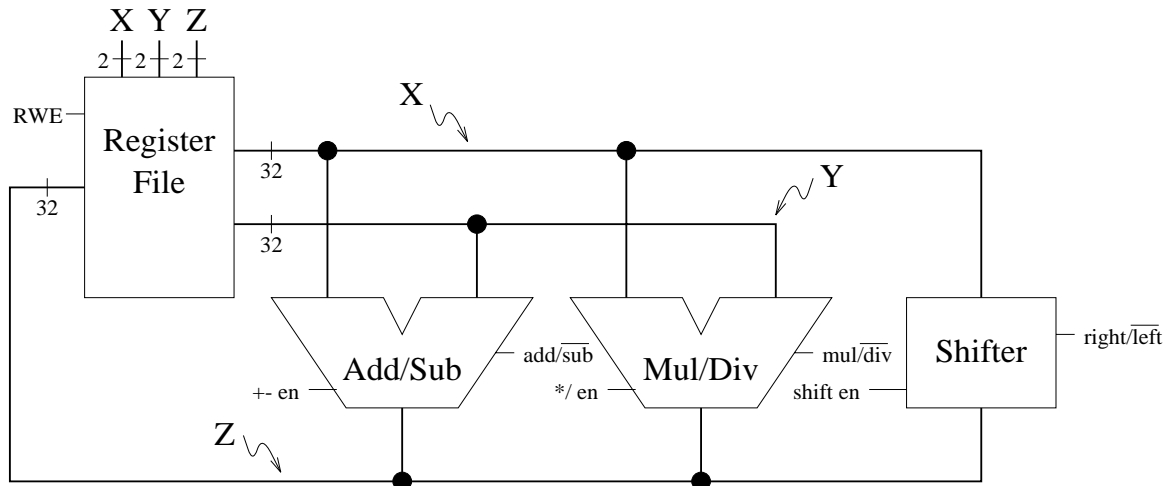 X Y Z
2 2 2
RWE
Register
File
X
32
32
Y
32
Add/Sub
add/sub
+- en
Mul/Div
mul/div
*/ en
Shifter
right/left
shift en
Z